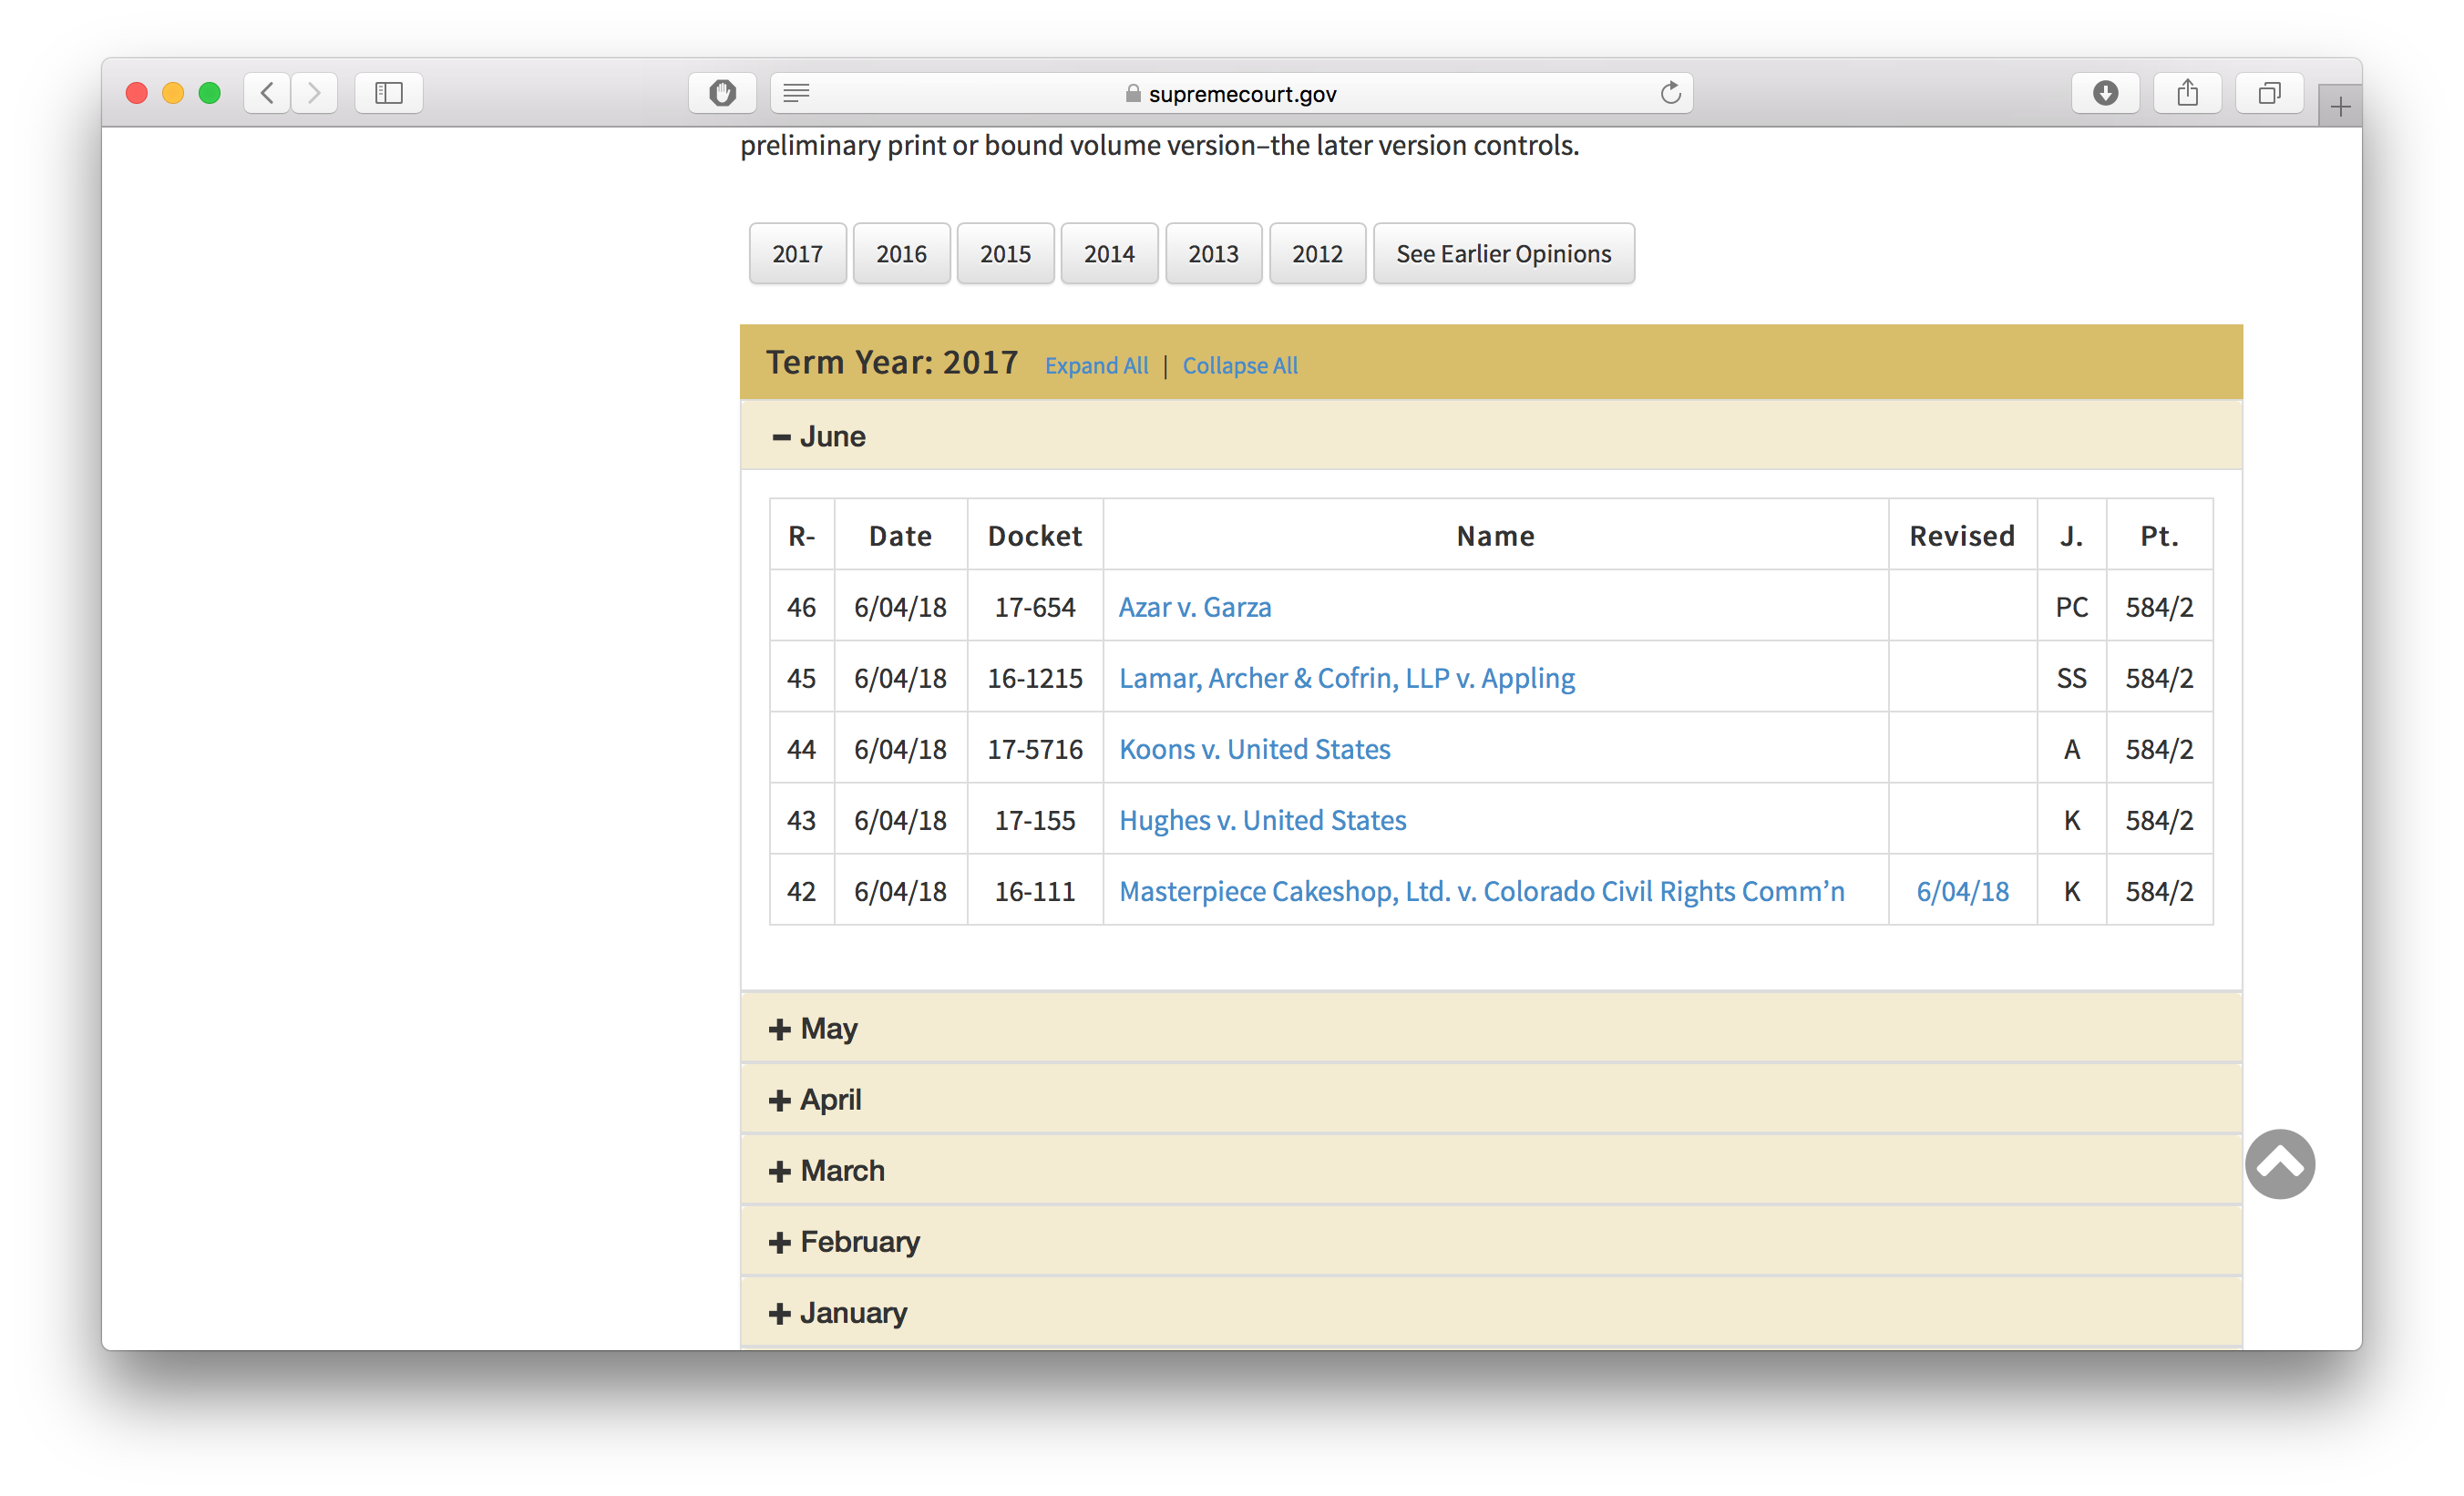 supremecourt.gov
preliminary print or bound volume version–the later version controls.
2017 2016 2015 2014 2013 2012 See Earlier Opinions
Term Year: 2017 Expand All | Collapse All
June
R- Date Docket Name Revised J. Pt.
46 6/04/18 17-654 Azar v. Garza PC 584/2
45 6/04/18 16-1215 Lamar, Archer & Cofrin, LLP v. Appling SS 584/2
44 6/04/18 17-5716 Koons v. United States A 584/2
43 6/04/18 17-155 Hughes v. United States K 584/2
42 6/04/18 16-111 Masterpiece Cakeshop, Ltd. v. Colorado Civil Rights Comm’n 6/04/18 K 584/2
May
April
March
February
January